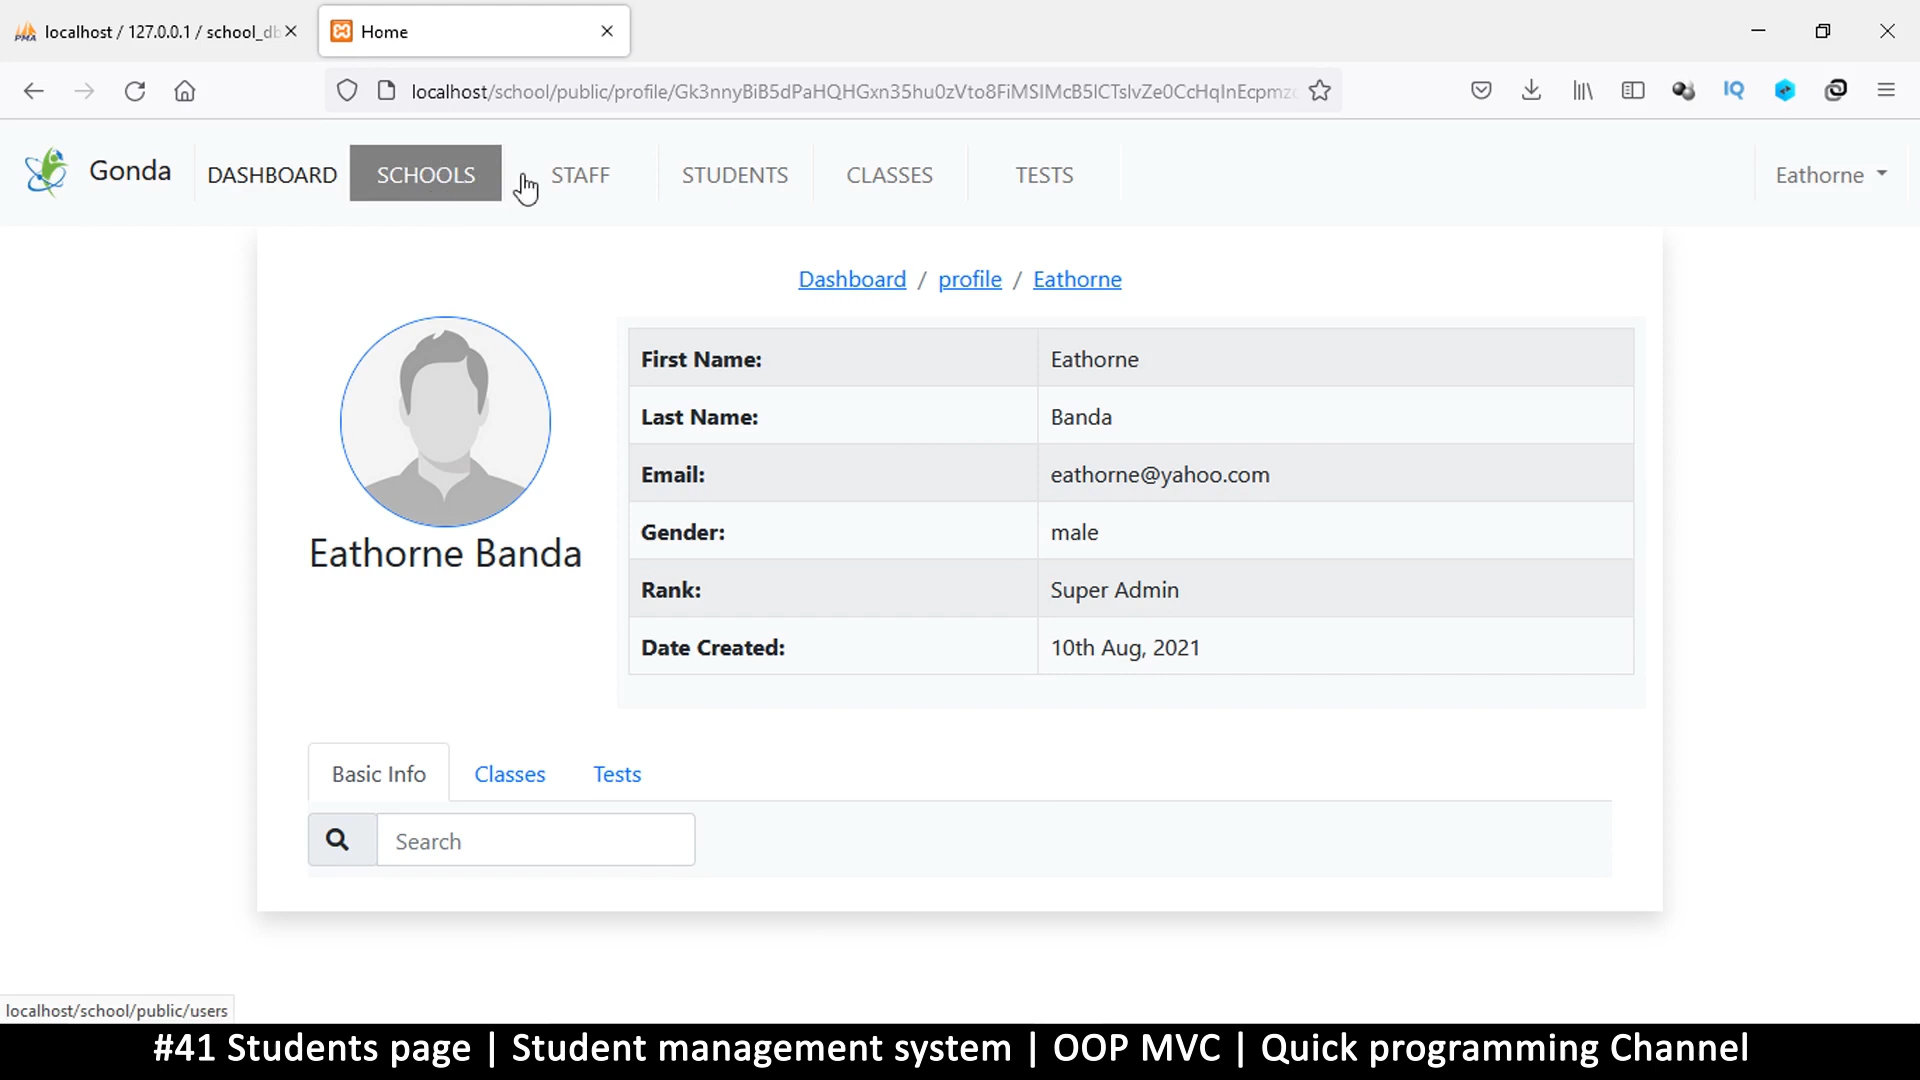 localhost / 127.0.0.1 / school_db
Home
localhost/school/public/profile/
Gonda
DASHBOARD
SCHOOLS
STAFF
STUDENTS
CLASSES
TESTS
Eathorne
Dashboard / profile / Eathorne
First Name: Eathorne
Last Name: Banda
Email: eathorne@yahoo.com
Gender: male
Rank: Super Admin
Date Created: 10th Aug, 2021
Eathorne Banda
Basic Info
Classes
Tests
Search
localhost/school/public/users
#41 Students page | Student management system | OOP MVC | Quick programming Channel